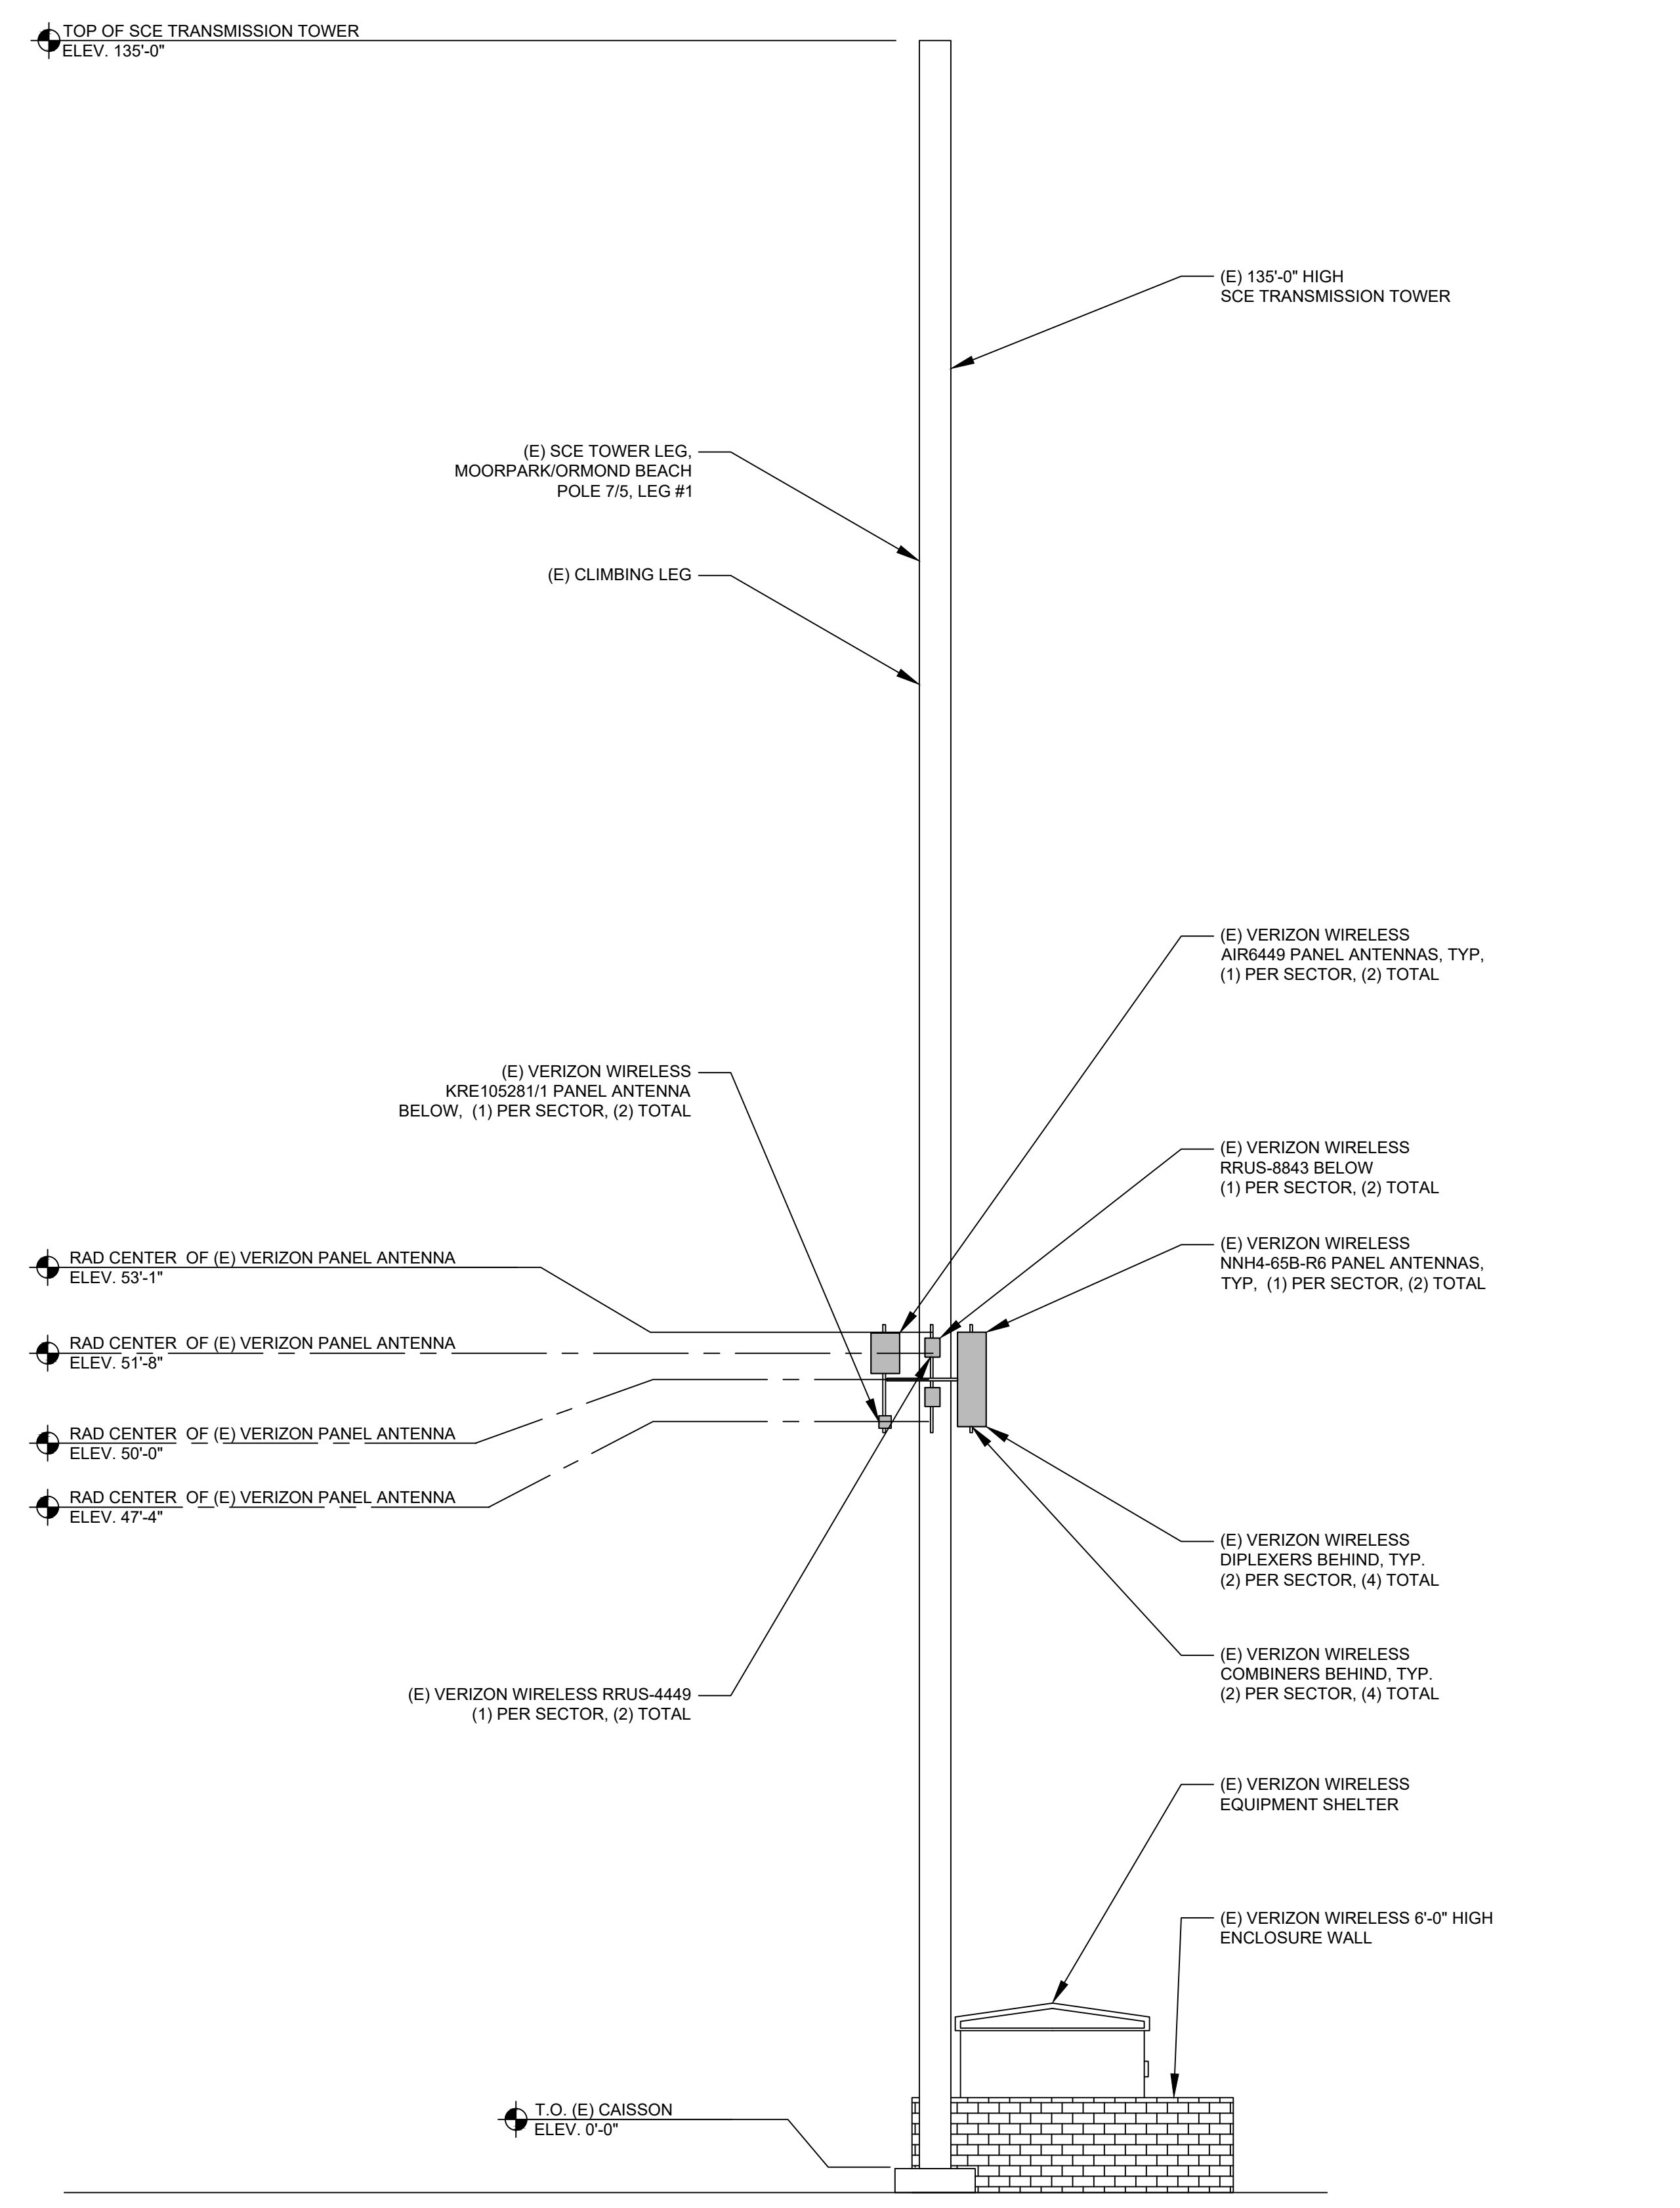 TOP OF SCE TRANSMISSION TOWER
ELEV. 135'-0"
(E) 135'-0" HIGH
SCE TRANSMISSION TOWER
(E) SCE TOWER LEG,
MOORPARK/ORMOND BEACH
POLE 7/5, LEG #1
(E) CLIMBING LEG
(E) VERIZON WIRELESS
AIR6449 PANEL ANTENNAS, TYP,
(1) PER SECTOR, (2) TOTAL
(E) VERIZON WIRELESS
KRE105281/1 PANEL ANTENNA
BELOW, (1) PER SECTOR, (2) TOTAL
(E) VERIZON WIRELESS
RRUS-8843 BELOW
(1) PER SECTOR, (2) TOTAL
(E) VERIZON WIRELESS
NNH4-65B-R6 PANEL ANTENNAS,
TYP, (1) PER SECTOR, (2) TOTAL
RAD CENTER OF (E) VERIZON PANEL ANTENNA
ELEV. 53'-1"
RAD CENTER OF (E) VERIZON PANEL ANTENNA
ELEV. 51'-8"
RAD CENTER OF (E) VERIZON PANEL ANTENNA
ELEV. 50'-0"
RAD CENTER OF (E) VERIZON PANEL ANTENNA
ELEV. 47'-4"
(E) VERIZON WIRELESS
DIPLEXERS BEHIND, TYP.
(2) PER SECTOR, (4) TOTAL
(E) VERIZON WIRELESS
COMBINERS BEHIND, TYP.
(2) PER SECTOR, (4) TOTAL
(E) VERIZON WIRELESS RRUS-4449
(1) PER SECTOR, (2) TOTAL
(E) VERIZON WIRELESS
EQUIPMENT SHELTER
(E) VERIZON WIRELESS 6'-0" HIGH
ENCLOSURE WALL
T.O. (E) CAISSON
ELEV. 0'-0"